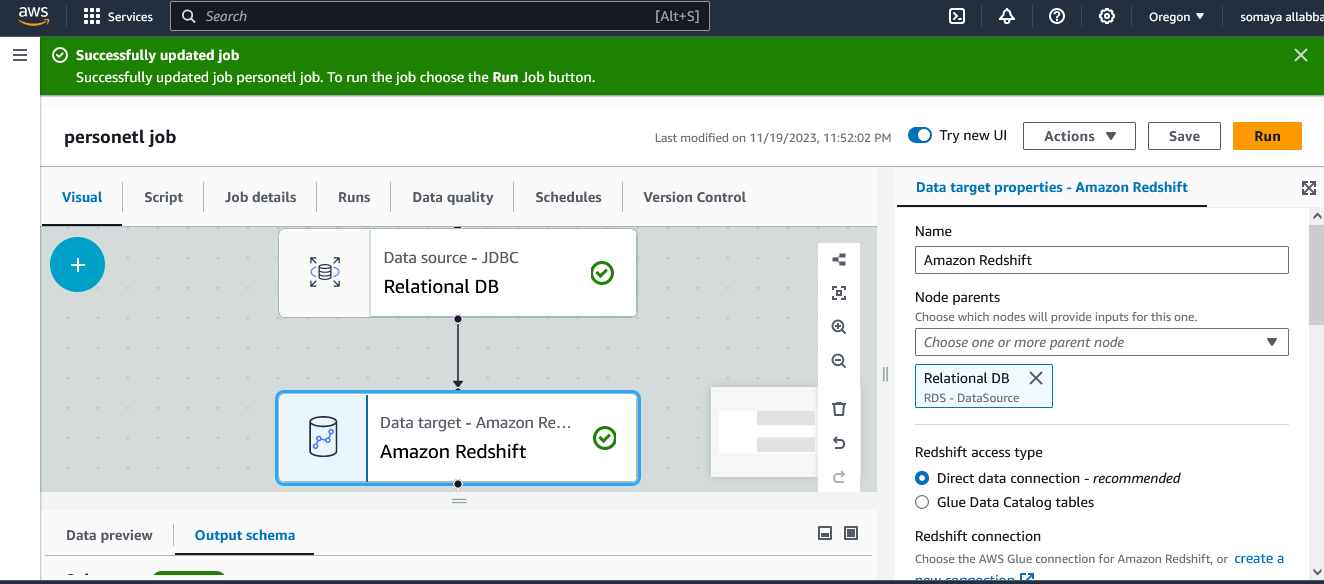 aws
Services
Search
[Alt+S]
Oregon
somaya allabba
Successfully updated job
Successfully updated job personetl job. To run the job choose the Run Job button.
personetl job
Last modified on 11/19/2023, 11:52:02 PM
Try new UI
Actions
Save
Run
Visual
Script
Job details
Runs
Data quality
Schedules
Version Control
Data source - JDBC
Relational DB
Data target - Amazon Re...
Amazon Redshift
Data preview
Output schema
Data target properties - Amazon Redshift
Name
Amazon Redshift
Node parents
Choose which nodes will provide inputs for this one.
Choose one or more parent node
Relational DB
RDS - DataSource
Redshift access type
Direct data connection - recommended
Glue Data Catalog tables
Redshift connection
Choose the AWS Glue connection for Amazon Redshift, or create a
new connection